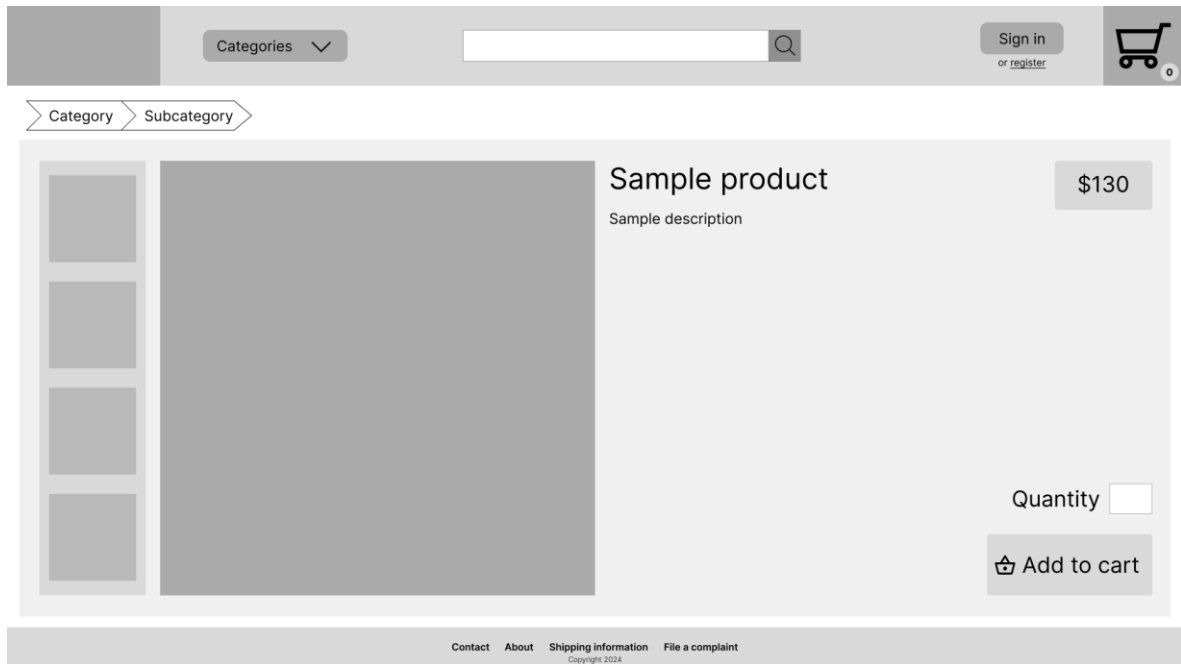 Categories
Sign in
or register
0
Category
Subcategory
Sample product
$130
Sample description
Quantity
Add to cart
Contact About Shipping information File a complaint
Copyright 2024